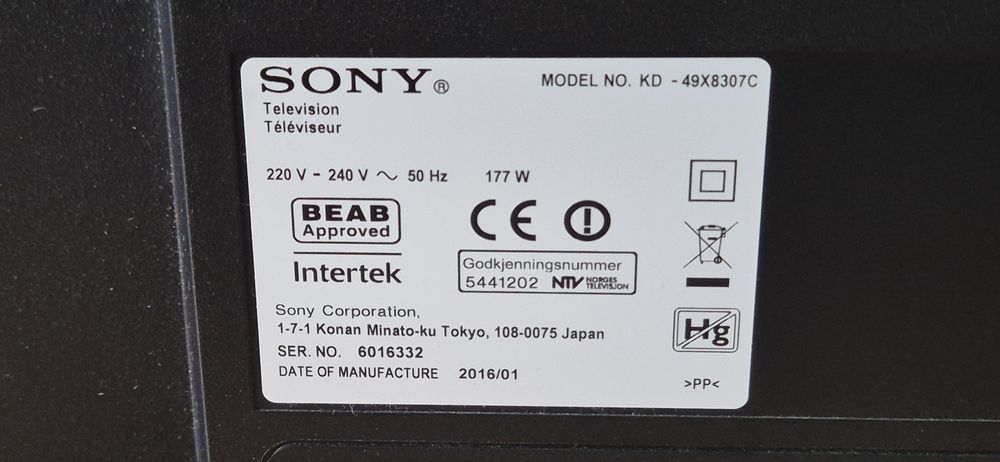 SONY®
MODEL NO. KD - 49X8307C
Television
Téléviseur
220 V - 240 V ~ 50 Hz 177 W
BEAB
Approved
Intertek
CE
Godkjenningsnummer
5441202 NTV NORGES TELEVISJON
Hg
Sony Corporation,
1-7-1 Konan Minato-ku Tokyo, 108-0075 Japan
SER. NO. 6016332
DATE OF MANUFACTURE 2016/01
>PP<